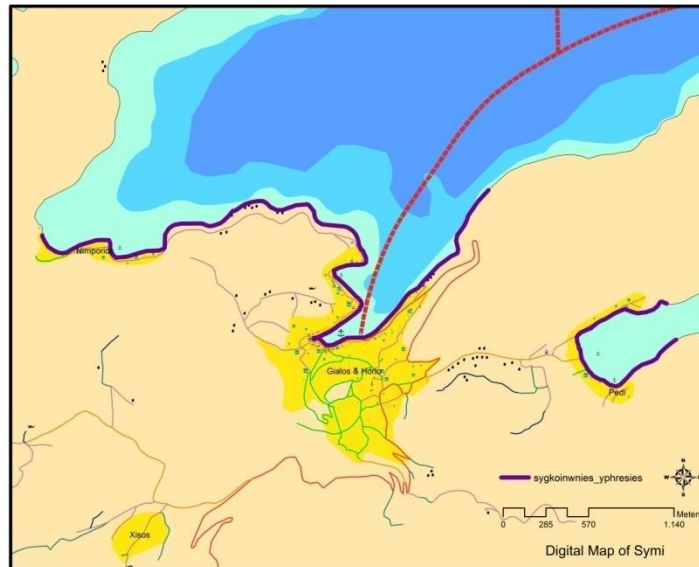 Nimporio
Gialos & Horio
Pedi
Xisos
N
W E
S
sygkoinwnies_yphresies
Meters
0 285 570 1.140
Digital Map of Symi